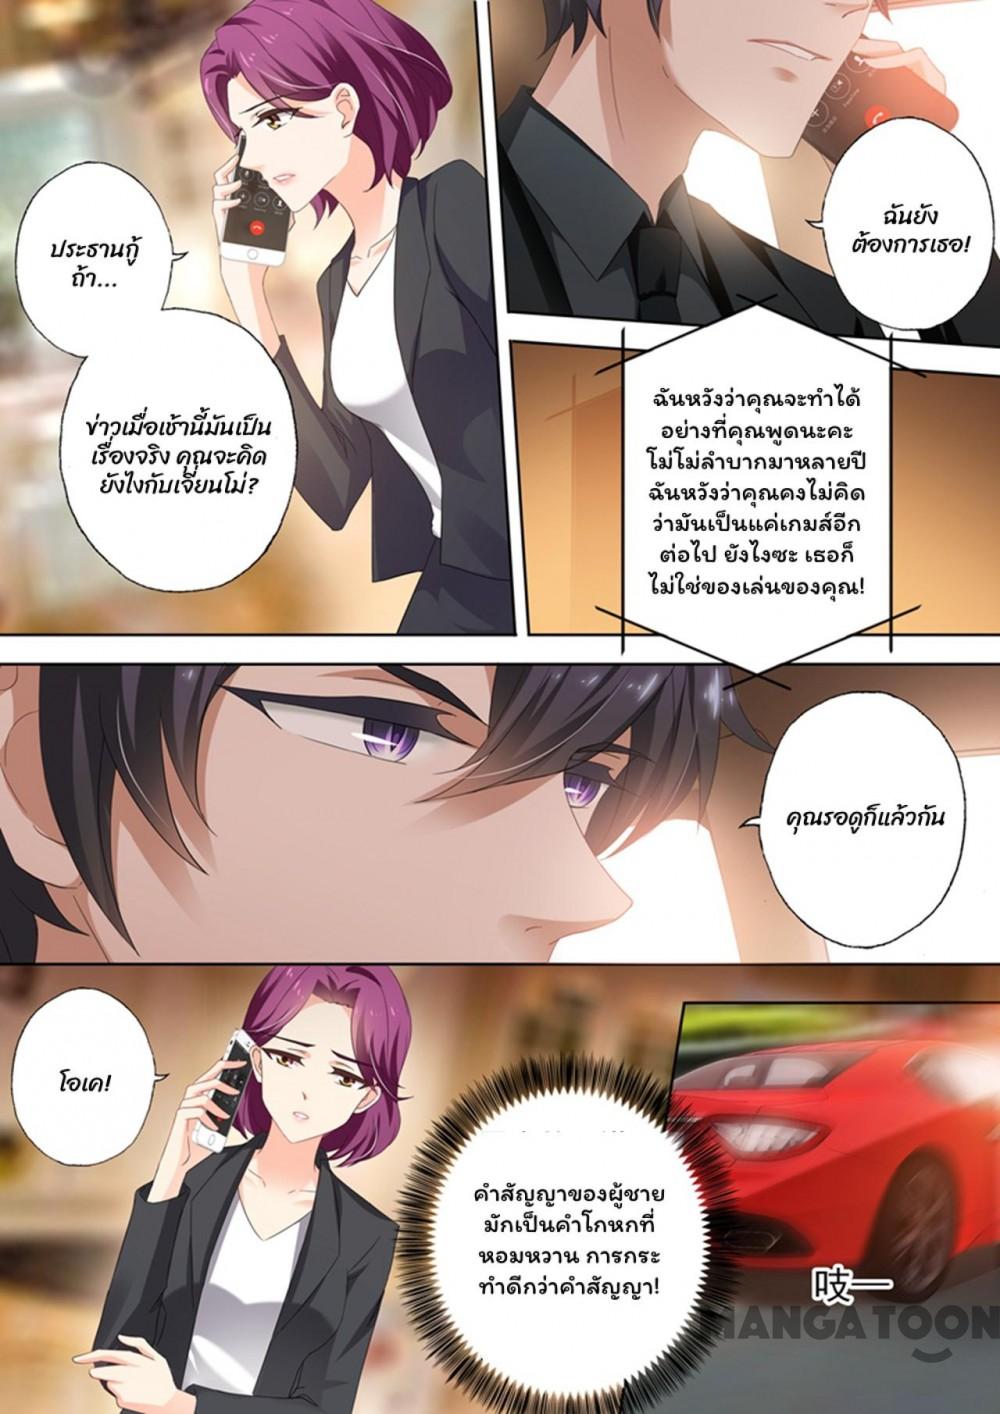 ประธานกู้
ถ้า...
ข่าวเมื่อเช้านี้มันเป็น
เรื่องจริง คุณจะคิด
ยังไงกับเจี่ยนโม่?
ฉันยัง
ต้องการเธอ!
ฉันหวังว่าคุณจะทำได้
อย่างที่คุณพูดนะคะ
โม่โม่ลำบากมาหลายปี
ฉันหวังว่าคุณคงไม่คิด
ว่ามันเป็นแค่เกมส์อีก
ต่อไป ยังไงซะ เธอก็
ไม่ใช่ของเล่นของคุณ!
คุณรอดูก็แล้วกัน
โอเค!
คำสัญญาของผู้ชาย
มักเป็นคำโกหกที่
หอมหวาน การกระ
ทำดีกว่าคำสัญญา!
吱—
MANGA TOON